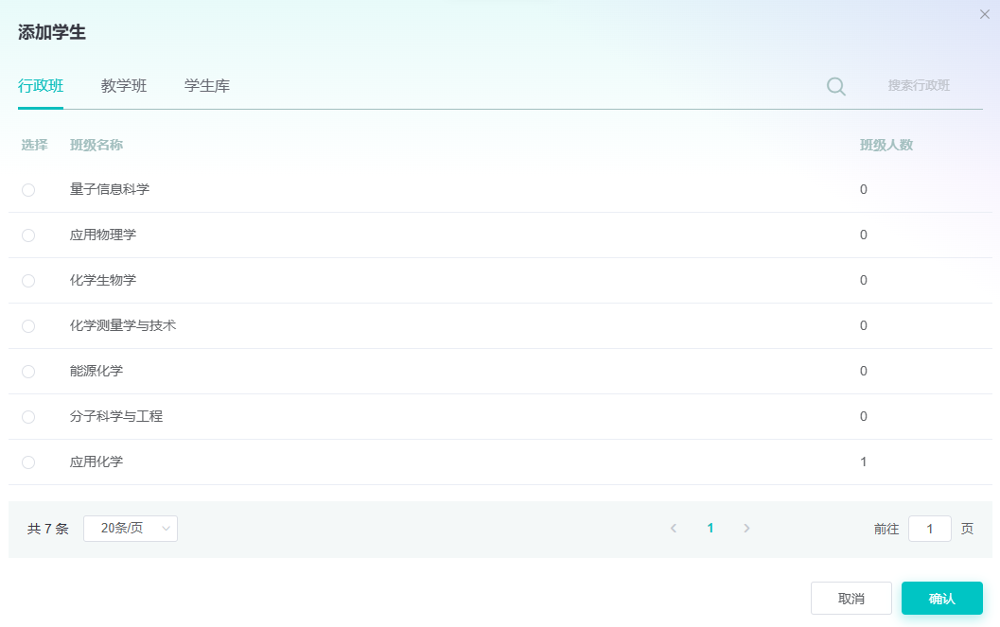 添加学生
行政班 教学班 学生库 搜索行政班
选择 班级名称 班级人数
量子信息科学 0
应用物理学 0
化学生物学 0
化学测量学与技术 0
能源化学 0
分子科学与工程 0
应用化学 1
共 7 条 20条/页 1 前往 1 页
取消 确认